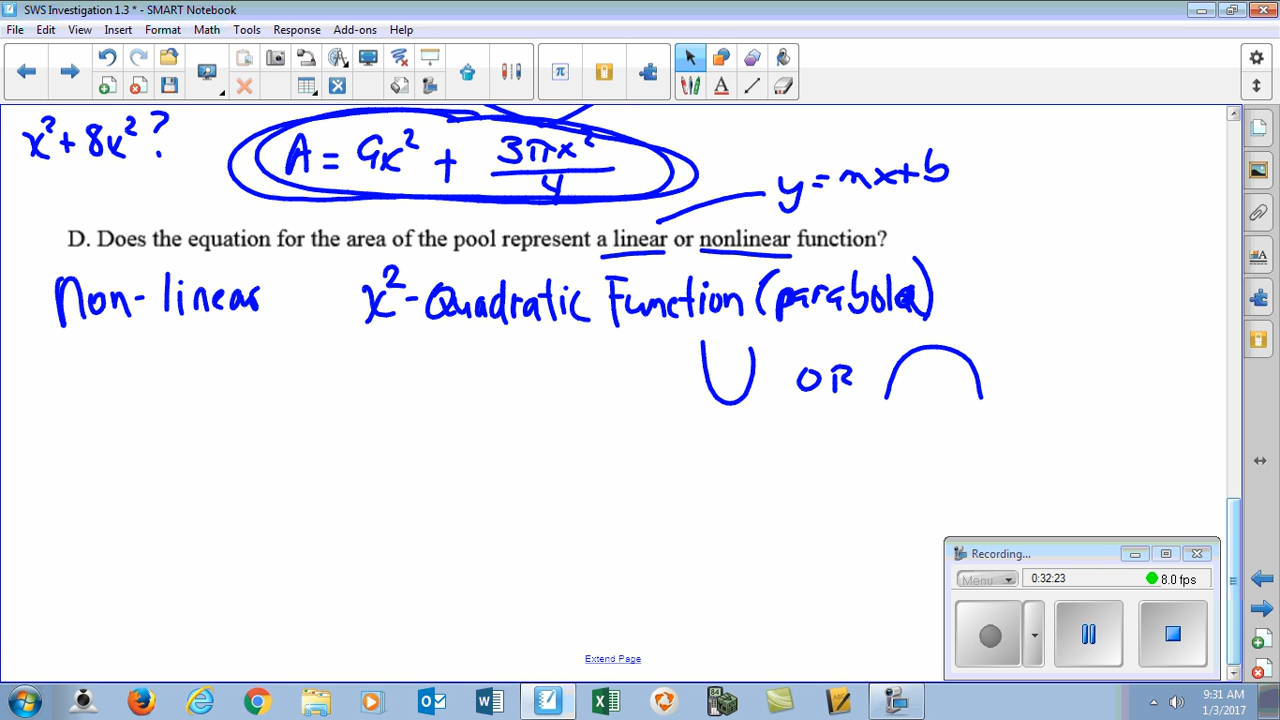 SWS Investigation 1.3 * - SMART Notebook
File Edit View Insert Format Math Tools Response Add-ons Help
x² + 8x² ?
A = 9x² + 3πx²/4
y = mx+b
D. Does the equation for the area of the pool represent a linear or nonlinear function?
Non-linear x² - Quadratic Function (parabola)
OR
Recording...
Menu 0:32:23 8.0 fps
Extend Page
9:31 AM
1/3/2017